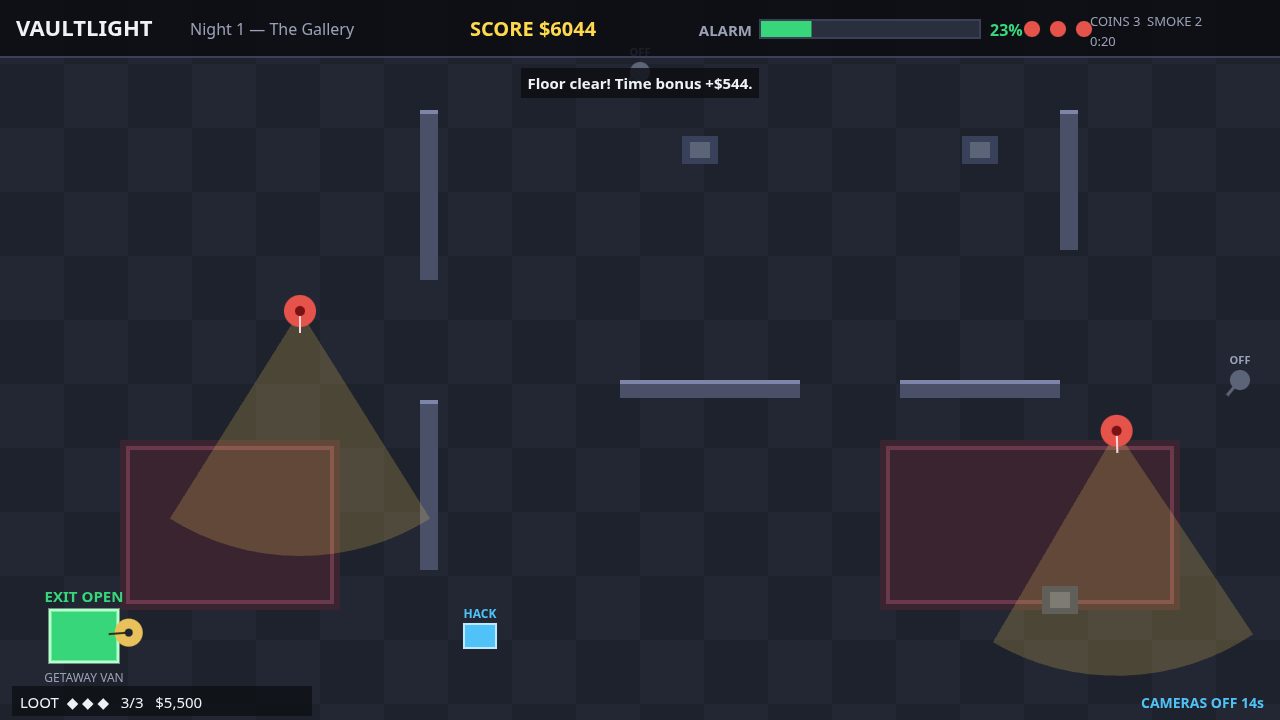 VAULTLIGHT Night 1 — The Gallery SCORE $6044 ALARM 23% COINS 3 SMOKE 2
0:20
OFF
Floor clear! Time bonus +$544.
OFF
EXIT OPEN
HACK
GETAWAY VAN
LOOT ◆ ◆ ◆ 3/3 $5,500
CAMERAS OFF 14s